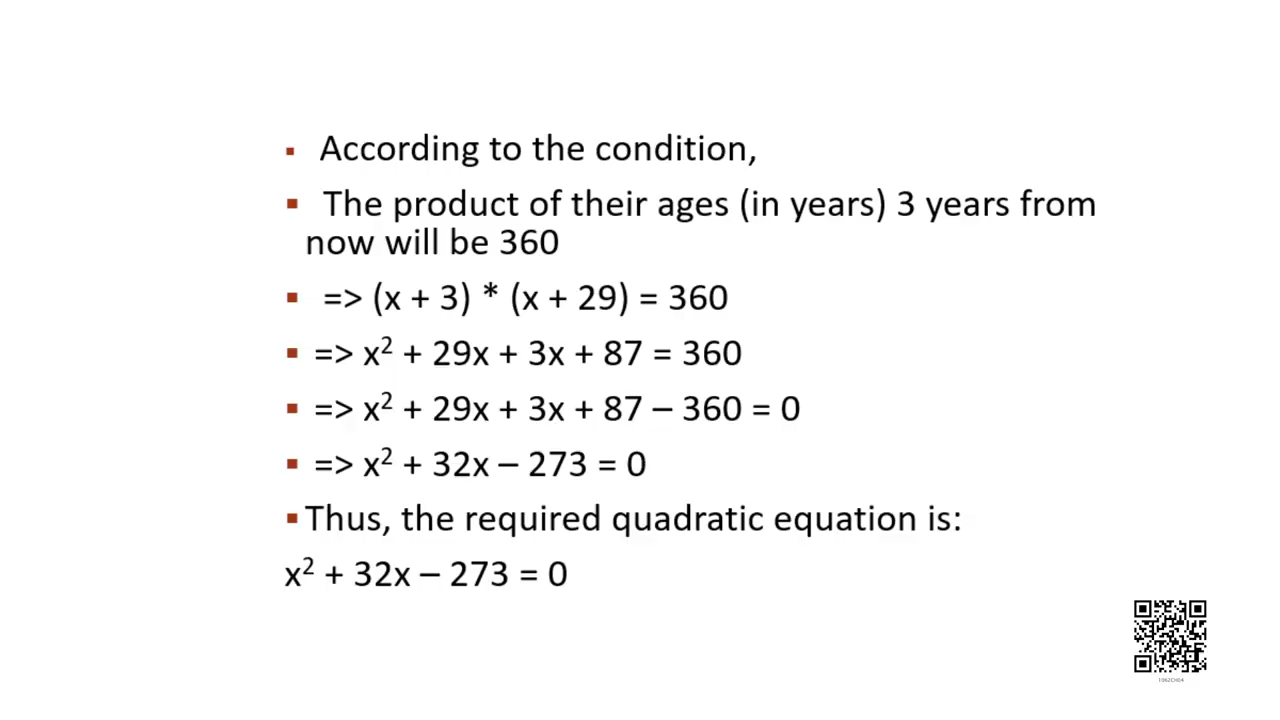 ▪ According to the condition,
▪ The product of their ages (in years) 3 years from
now will be 360
▪ => (x + 3) * (x + 29) = 360
▪ => x² + 29x + 3x + 87 = 360
▪ => x² + 29x + 3x + 87 – 360 = 0
▪ => x² + 32x – 273 = 0
▪ Thus, the required quadratic equation is:
x² + 32x – 273 = 0
1062CH04